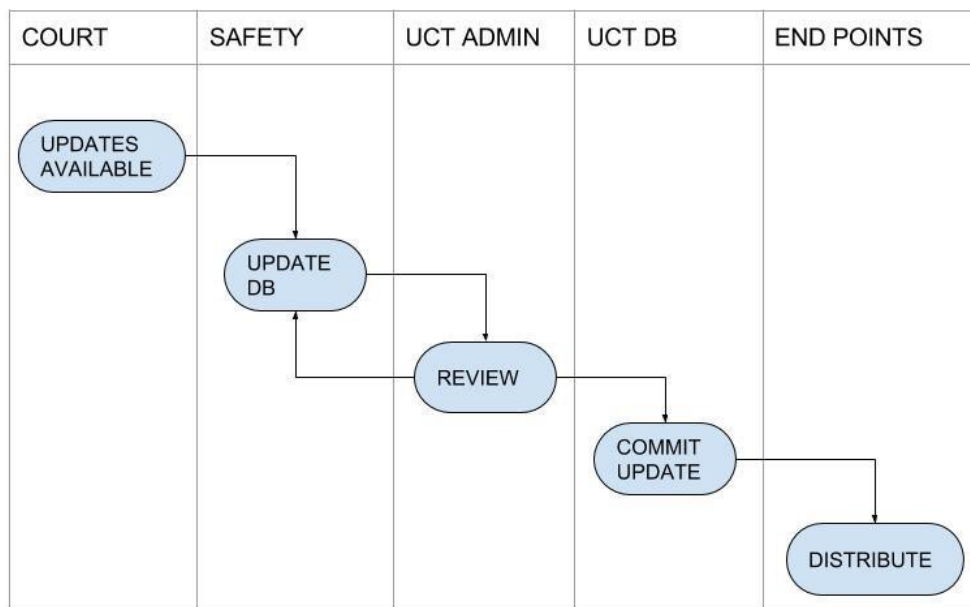 COURT SAFETY UCT ADMIN UCT DB END POINTS
UPDATES
AVAILABLE
UPDATE
DB
REVIEW
COMMIT
UPDATE
DISTRIBUTE